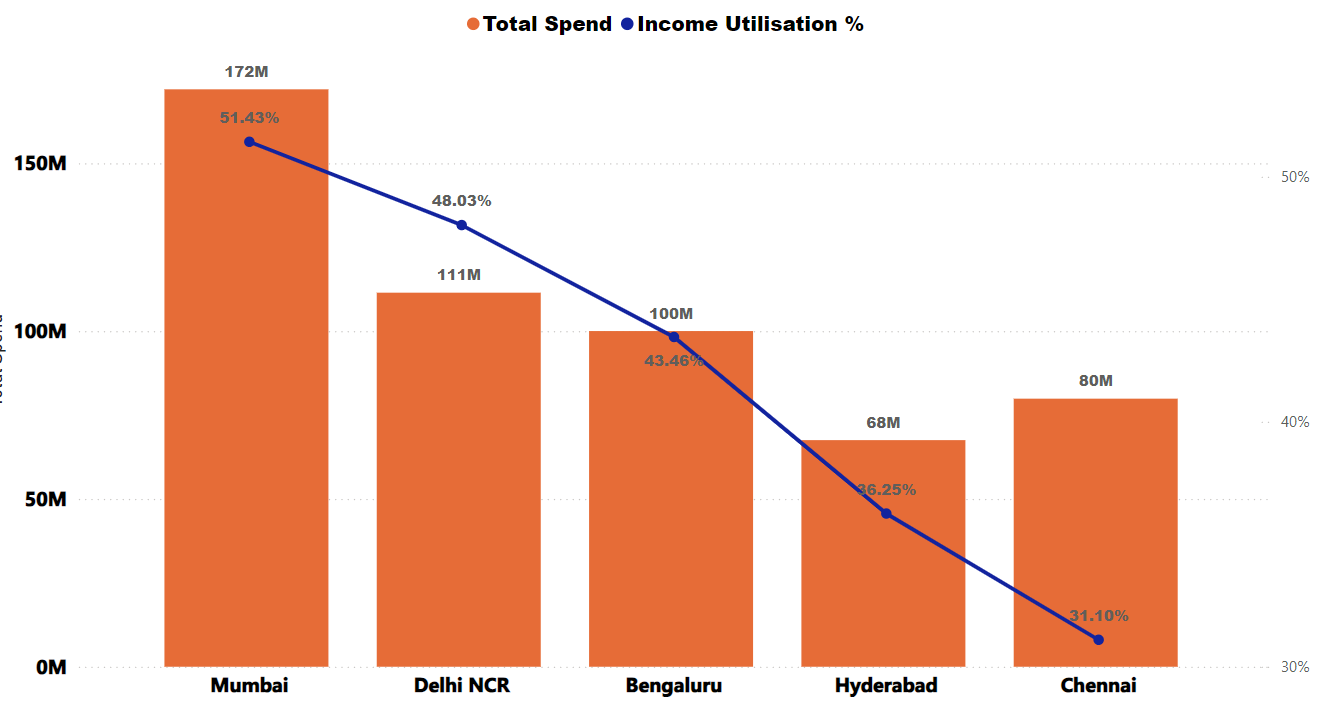 Total Spend Income Utilisation %
172M
51.43%
150M
50%
48.03%
111M
100M
100M
43.46%
80M
40%
68M
36.25%
50M
31.10%
0M
30%
Mumbai Delhi NCR Bengaluru Hyderabad Chennai